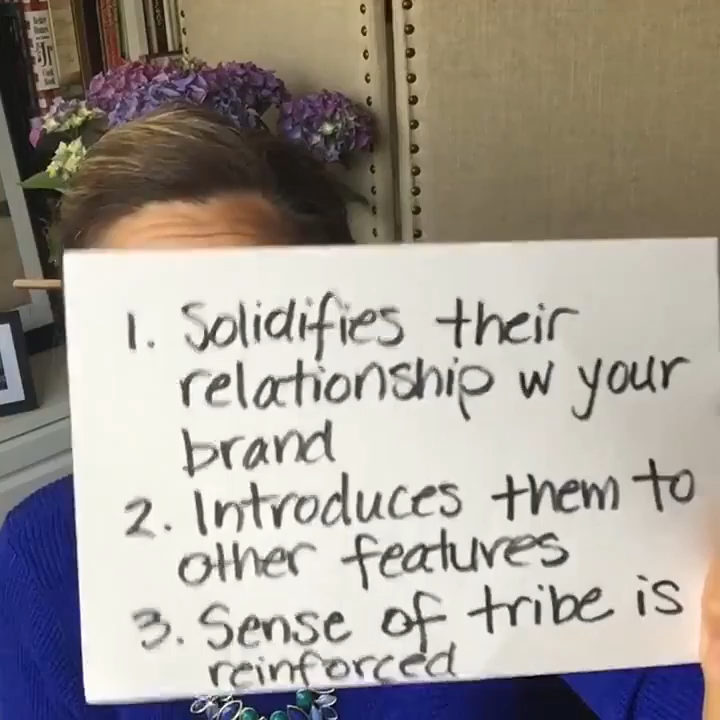 1. Solidifies their
relationship w your
brand
2. Introduces them to
other features
3. Sense of tribe is
reinforced